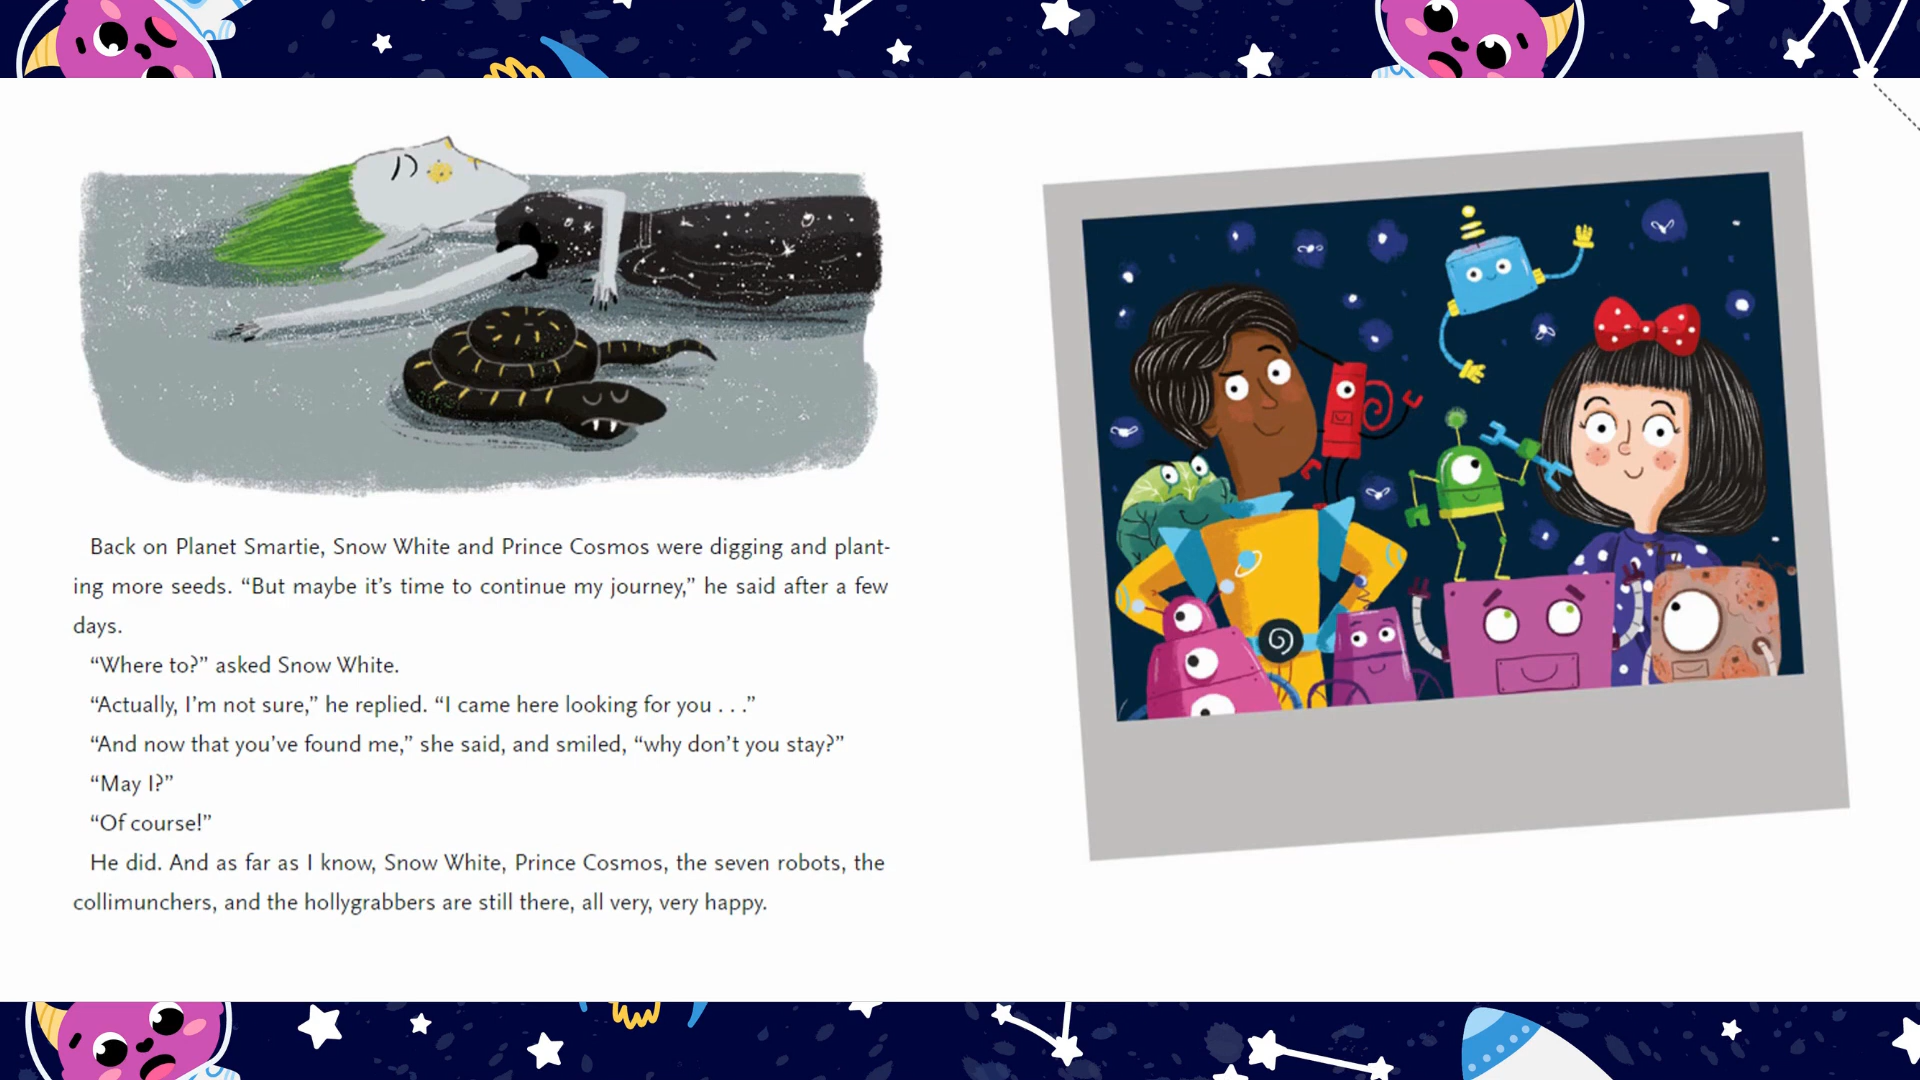 Back on Planet Smartie, Snow White and Prince Cosmos were digging and plant-
ing more seeds. “But maybe it’s time to continue my journey,” he said after a few
days.
“Where to?” asked Snow White.
“Actually, I’m not sure,” he replied. “I came here looking for you . . .”
“And now that you’ve found me,” she said, and smiled, “why don’t you stay?”
“May I?”
“Of course!”
He did. And as far as I know, Snow White, Prince Cosmos, the seven robots, the
collimunchers, and the hollygrabbers are still there, all very, very happy.